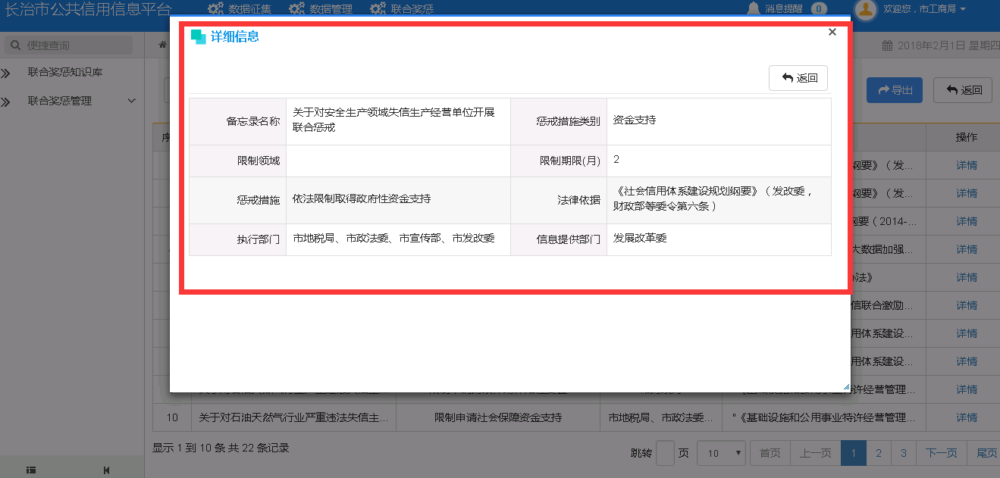 长治市公共信用信息平台
数据征集
数据管理
联合奖惩
消息提醒 0
欢迎您，市工商局
便捷查询
2018年2月1日 星期四
联合奖惩知识库
联合奖惩管理
详细信息
×
返回
备忘录名称
关于对安全生产领域失信生产经营单位开展
联合惩戒
惩戒措施类别
资金支持
限制领域
限制期限(月)
2
惩戒措施
依法限制取得政府性资金支持
法律依据
《社会信用体系建设规划纲要》（发改委，
财政部等委令第六条）
执行部门
市地税局、市政法委、市宣传部、市发改委
信息提供部门
发展改革委
导出
返回
序
操作
纲要》（发...
详情
纲要》（发...
详情
纲要（2014-...
详情
大数据加强...
详情
办法》
详情
信联合激励...
详情
用体系建设...
详情
用体系建设...
详情
许经营管理...
详情
10
关于对石油天然气行业严重违法失信主...
限制申请社会保障资金支持
市地税局、市政法委...
"《基础设施和公用事业特许经营管理...
详情
显示 1 到 10 条 共 22 条记录
跳转
页
10
首页
上一页
1
2
3
下一页
尾页